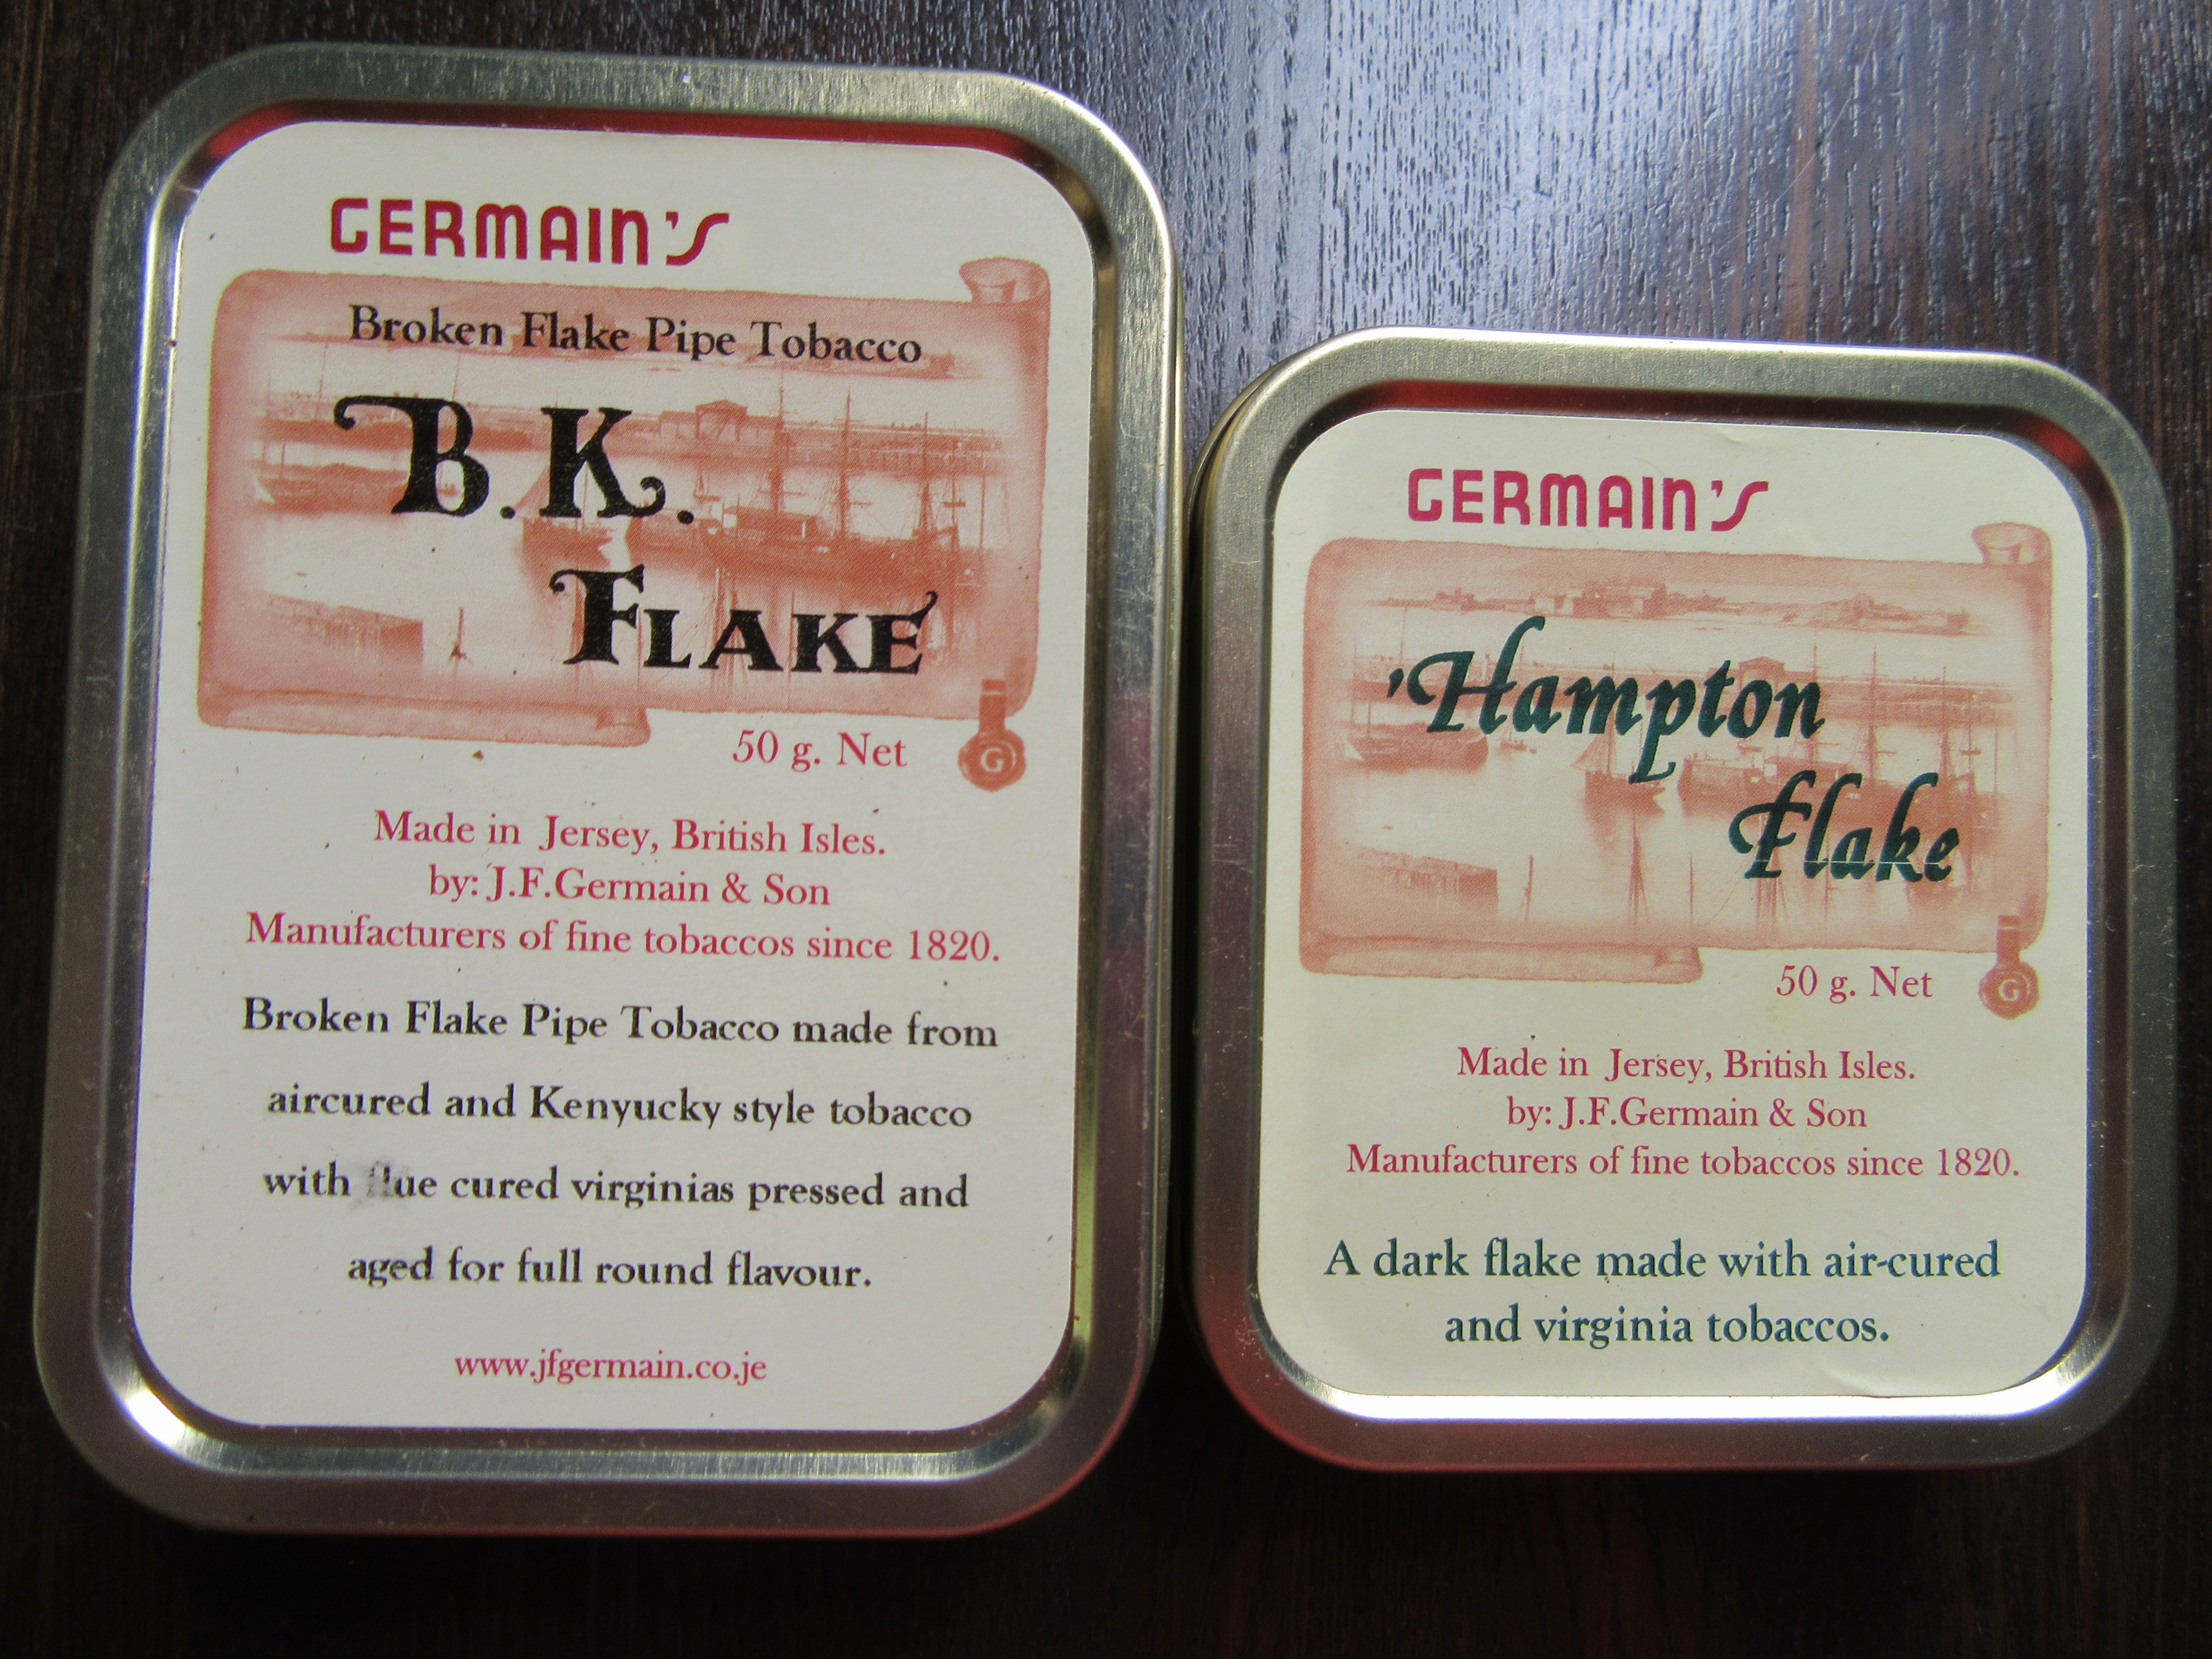 GERMAIN'S
Broken Flake Pipe Tobacco
B.K.
FLAKE
50 g. Net
G
Made in Jersey, British Isles.
by: J.F.Germain & Son
Manufacturers of fine tobaccos since 1820.
Broken Flake Pipe Tobacco made from
aircured and Kenyucky style tobacco
with flue cured virginias pressed and
aged for full round flavour.
www.jfgermain.co.je
GERMAIN'S
'Hampton
Flake
50 g. Net
G
Made in Jersey, British Isles.
by: J.F.Germain & Son
Manufacturers of fine tobaccos since 1820.
A dark flake made with air-cured
and virginia tobaccos.